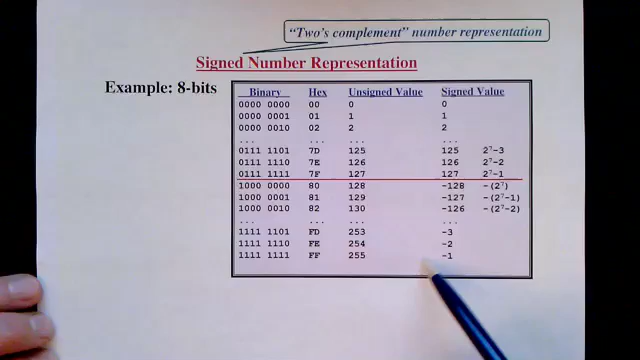 “Two's complement” number representation
Signed Number Representation
Example: 8-bits
Binary Hex Unsigned Value Signed Value
0000 0000 00 0 0
0000 0001 01 1 1
0000 0010 02 2 2
... ... ... ...
0111 1101 7D 125 125 2⁷-3
0111 1110 7E 126 126 2⁷-2
0111 1111 7F 127 127 2⁷-1
1000 0000 80 128 -128 -(2⁷)
1000 0001 81 129 -127 -(2⁷-1)
1000 0010 82 130 -126 -(2⁷-2)
... ... ... ...
1111 1101 FD 253 -3
1111 1110 FE 254 -2
1111 1111 FF 255 -1